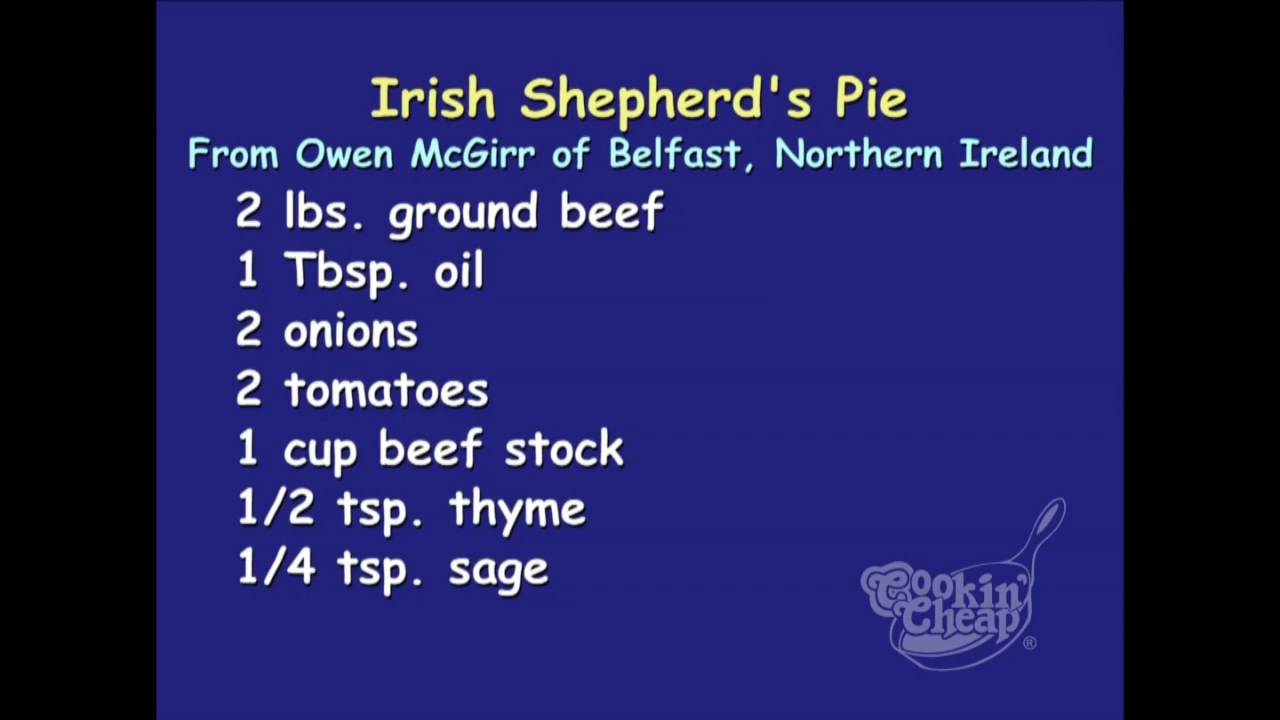 Irish Shepherd's Pie
From Owen McGirr of Belfast, Northern Ireland
2 lbs. ground beef
1 Tbsp. oil
2 onions
2 tomatoes
1 cup beef stock
1/2 tsp. thyme
1/4 tsp. sage
Cookin'
Cheap
®